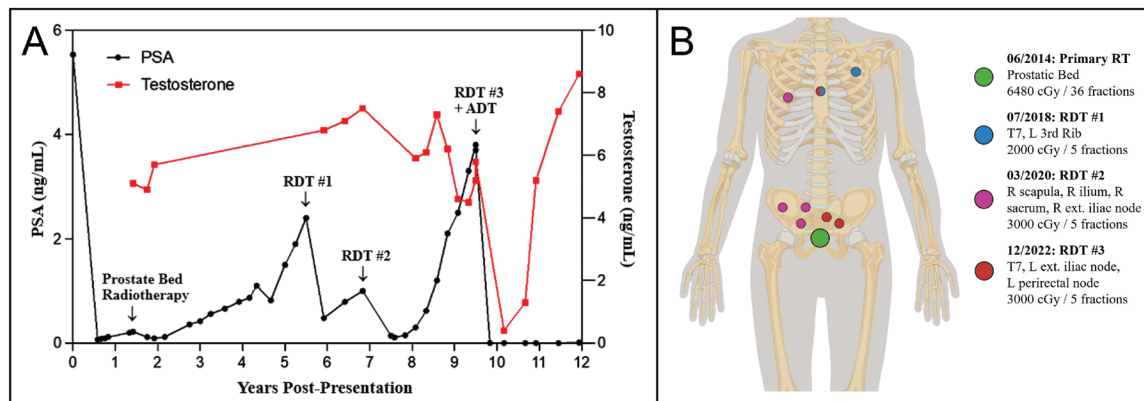 A
PSA
Testosterone
PSA (ng/mL)
6
4
2
0
Prostate Bed
Radiotherapy
RDT #1
RDT #2
RDT #3
+ ADT
10
8
6
4
2
0
Testosterone (ng/mL)
0 1 2 3 4 5 6 7 8 9 10 11 12
Years Post-Presentation
B
06/2014: Primary RT
Prostatic Bed
6480 cGy / 36 fractions
07/2018: RDT #1
T7, L 3rd Rib
2000 cGy / 5 fractions
03/2020: RDT #2
R scapula, R ilium, R
sacrum, R ext. iliac node
3000 cGy / 5 fractions
12/2022: RDT #3
T7, L ext. iliac node,
L perirectal node
3000 cGy / 5 fractions